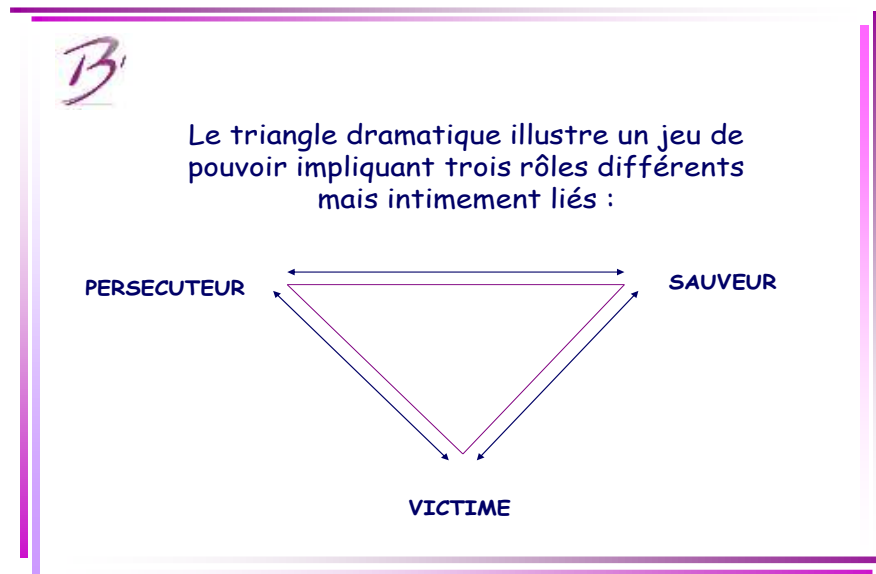 B'
Le triangle dramatique illustre un jeu de
pouvoir impliquant trois rôles différents
mais intimement liés :
PERSECUTEUR
SAUVEUR
VICTIME